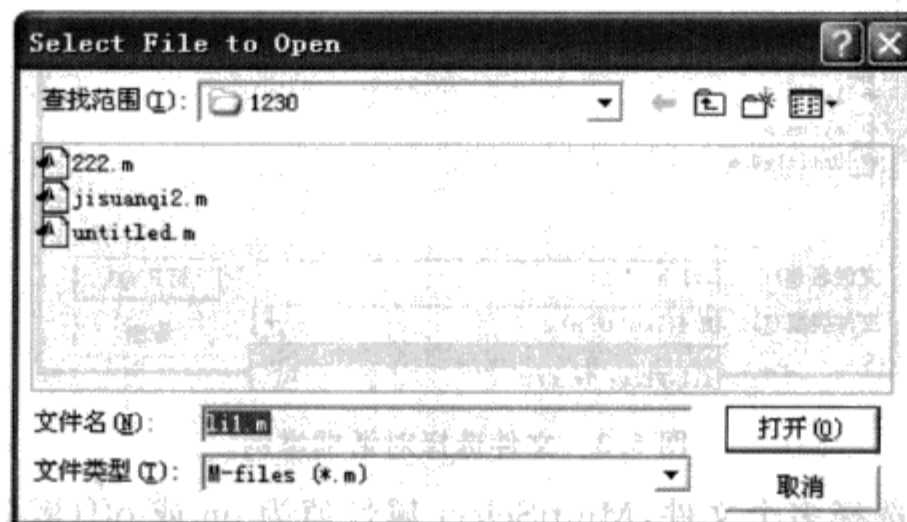 Select File to Open
查找范围(I): 1230
222.m
jisuanqi2.m
untitled.m
文件名(N): li1.m
打开(O)
文件类型(T): M-files (*.m)
取消